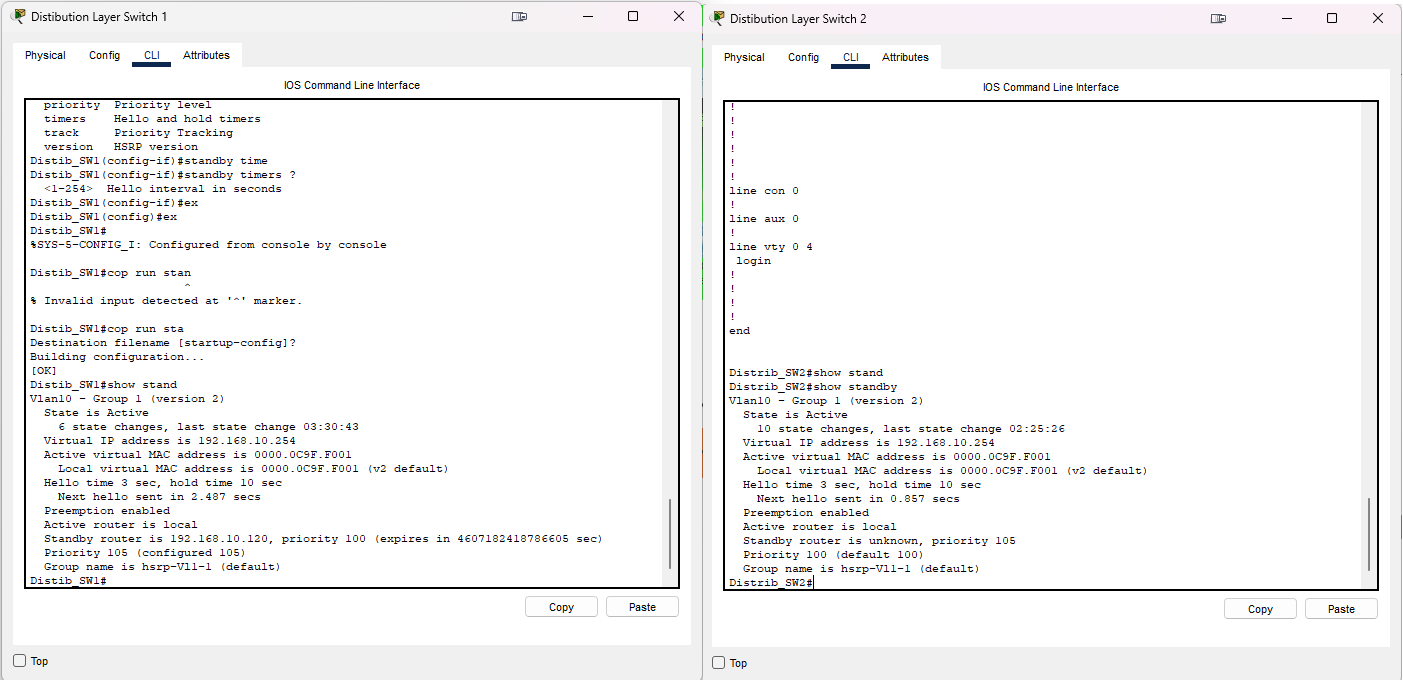 Distibution Layer Switch 1
Physical Config CLI Attributes
IOS Command Line Interface
priority Priority level
timers Hello and hold timers
track Priority Tracking
version HSRP version
Distib_SW1(config-if)#standby time
Distib_SW1(config-if)#standby timers ?
<1-254> Hello interval in seconds
Distib_SW1(config-if)#ex
Distib_SW1(config)#ex
Distib_SW1#
%SYS-5-CONFIG_I: Configured from console by console
Distib_SW1#cop run stan
^
% Invalid input detected at '^' marker.
Distib_SW1#cop run sta
Destination filename [startup-config]?
Building configuration...
[OK]
Distib_SW1#show stand
Vlan10 - Group 1 (version 2)
State is Active
6 state changes, last state change 03:30:43
Virtual IP address is 192.168.10.254
Active virtual MAC address is 0000.0C9F.F001
Local virtual MAC address is 0000.0C9F.F001 (v2 default)
Hello time 3 sec, hold time 10 sec
Next hello sent in 2.487 secs
Preemption enabled
Active router is local
Standby router is 192.168.10.120, priority 100 (expires in 4607182418786605 sec)
Priority 105 (configured 105)
Group name is hsrp-Vl1-1 (default)
Distib_SW1#
Copy Paste
Top
Distibution Layer Switch 2
Physical Config CLI Attributes
IOS Command Line Interface
!
!
!
!
!
!
line con 0
!
line aux 0
!
line vty 0 4
login
!
!
!
!
end
Distrib_SW2#show stand
Distrib_SW2#show standby
Vlan10 - Group 1 (version 2)
State is Active
10 state changes, last state change 02:25:26
Virtual IP address is 192.168.10.254
Active virtual MAC address is 0000.0C9F.F001
Local virtual MAC address is 0000.0C9F.F001 (v2 default)
Hello time 3 sec, hold time 10 sec
Next hello sent in 0.857 secs
Preemption enabled
Active router is local
Standby router is unknown, priority 105
Priority 100 (default 100)
Group name is hsrp-Vl1-1 (default)
Distrib_SW2#
Copy Paste
Top